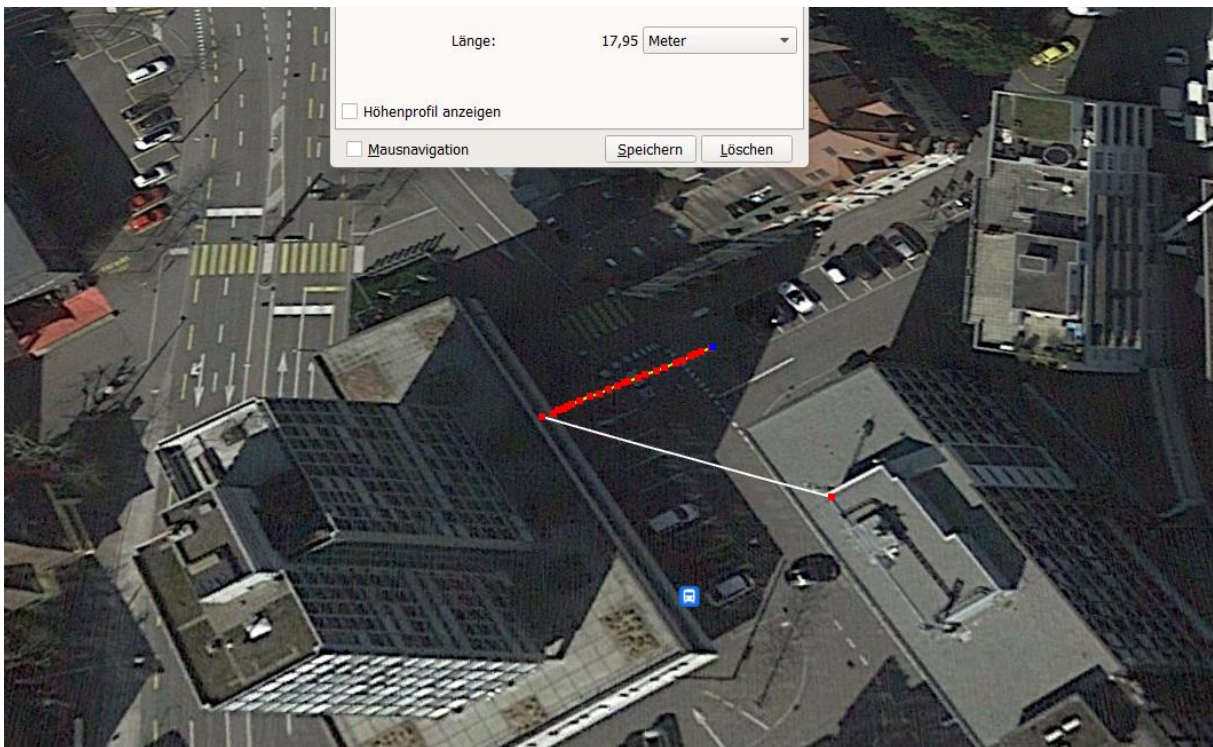 Länge: 17,95 Meter
Höhenprofil anzeigen
Mausnavigation Speichern Löschen